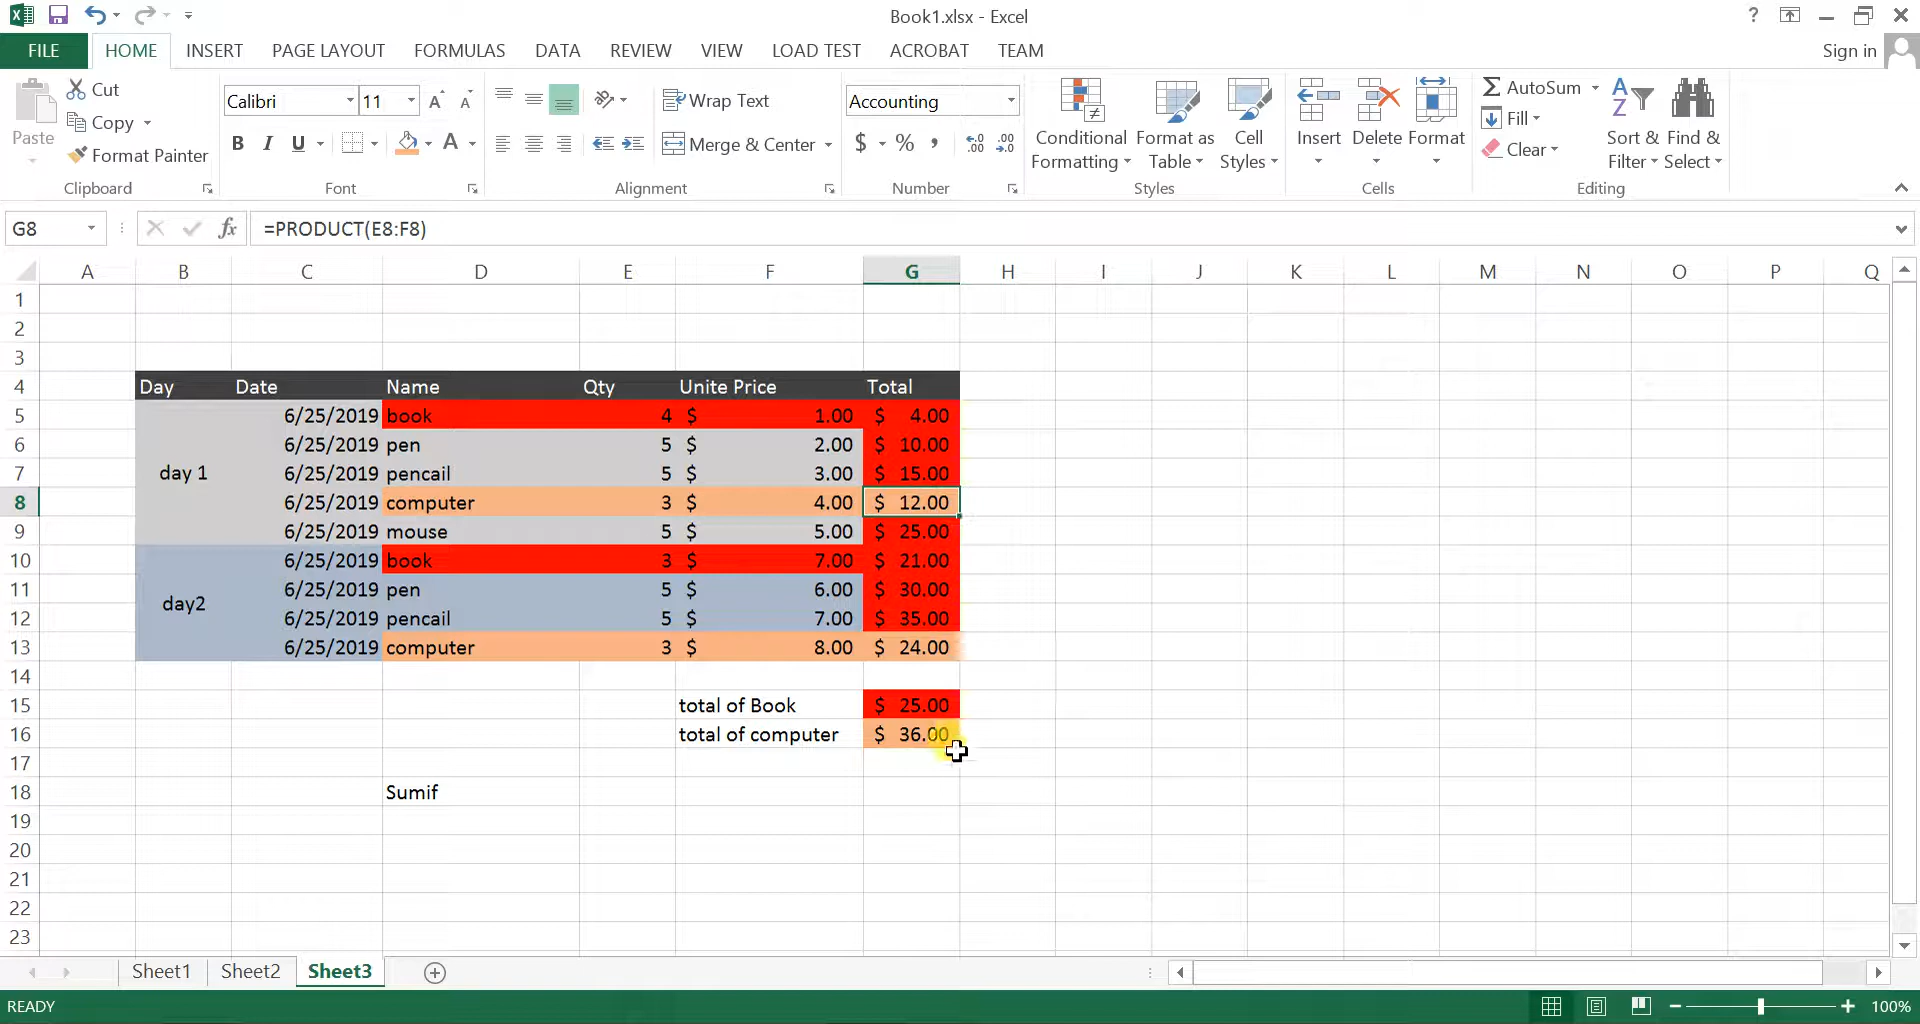 Book1.xlsx - Excel
?
Sign in
FILE HOME INSERT PAGE LAYOUT FORMULAS DATA REVIEW VIEW LOAD TEST ACROBAT TEAM
Paste
Cut
Copy
Format Painter
Clipboard
Calibri 11
B I U
Font
Wrap Text
Merge & Center
Alignment
Accounting
$ % ,
Number
Conditional Formatting
Format as Table
Cell Styles
Styles
Insert
Delete
Format
Cells
AutoSum
Fill
Clear
Sort & Filter
Find & Select
Editing
G8 fx =PRODUCT(E8:F8)
A B C D E F G H I J K L M N O P Q
1
2
3
4 Day Date Name Qty Unite Price Total
5 6/25/2019 book 4 $ 1.00 $ 4.00
6 6/25/2019 pen 5 $ 2.00 $ 10.00
7 day 1 6/25/2019 pencail 5 $ 3.00 $ 15.00
8 6/25/2019 computer 3 $ 4.00 $ 12.00
9 6/25/2019 mouse 5 $ 5.00 $ 25.00
10 6/25/2019 book 3 $ 7.00 $ 21.00
11 6/25/2019 pen 5 $ 6.00 $ 30.00
day2
12 6/25/2019 pencail 5 $ 7.00 $ 35.00
13 6/25/2019 computer 3 $ 8.00 $ 24.00
14
15 total of Book $ 25.00
16 total of computer $ 36.00
17
18 Sumif
19
20
21
22
23
Sheet1 Sheet2 Sheet3
READY
100%